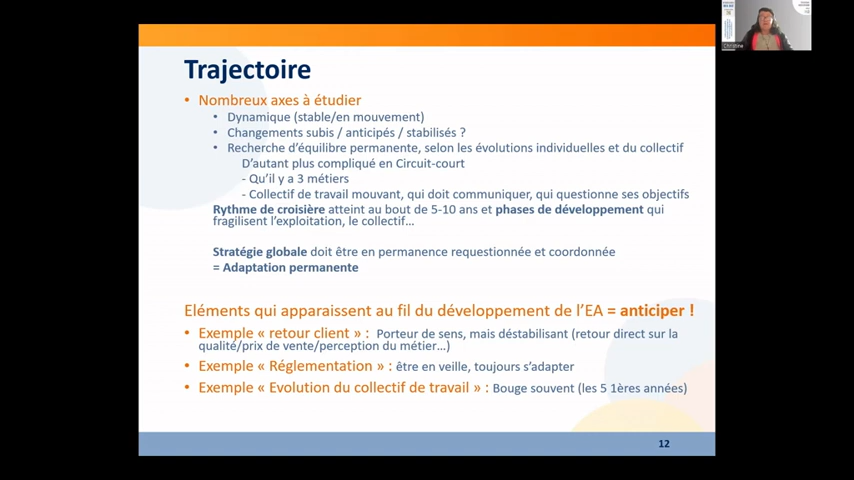 Trajectoire
• Nombreux axes à étudier
• Dynamique (stable/en mouvement)
• Changements subis / anticipés / stabilisés ?
• Recherche d'équilibre permanente, selon les évolutions individuelles et du collectif
D'autant plus compliqué en Circuit-court
- Qu'il y a 3 métiers
- Collectif de travail mouvant, qui doit communiquer, qui questionne ses objectifs
Rythme de croisière atteint au bout de 5-10 ans et phases de développement qui
fragilisent l'exploitation, le collectif...
Stratégie globale doit être en permanence requestionnée et coordonnée
= Adaptation permanente
Eléments qui apparaissent au fil du développement de l'EA = anticiper !
• Exemple « retour client » : Porteur de sens, mais déstabilisant (retour direct sur la
qualité/prix de vente/perception du métier...)
• Exemple « Réglementation » : être en veille, toujours s'adapter
• Exemple « Evolution du collectif de travail » : Bouge souvent (les 5 1ères années)
12
Christine